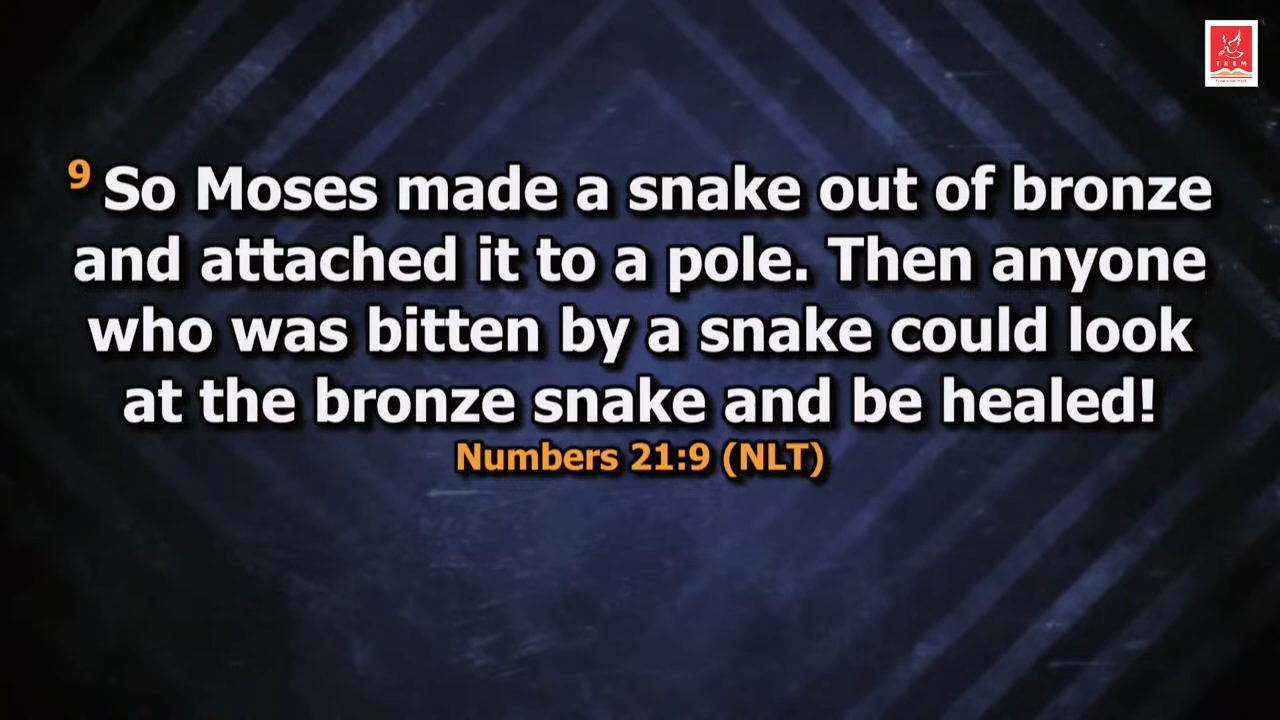 9 So Moses made a snake out of bronze
and attached it to a pole. Then anyone
who was bitten by a snake could look
at the bronze snake and be healed!
Numbers 21:9 (NLT)
TREM